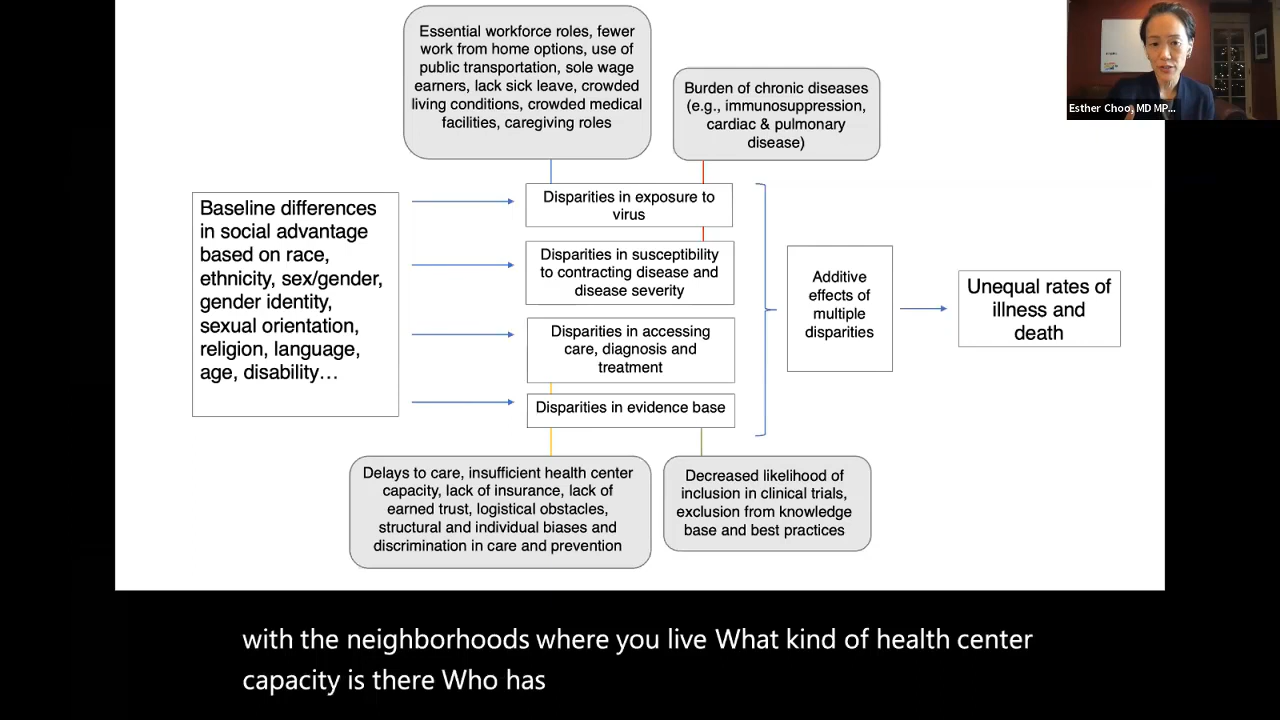 Essential workforce roles, fewer
work from home options, use of
public transportation, sole wage
earners, lack sick leave, crowded
living conditions, crowded medical
facilities, caregiving roles
Burden of chronic diseases
(e.g., immunosuppression,
cardiac & pulmonary
disease)
Esther Choo, MD MP...
Baseline differences
in social advantage
based on race,
ethnicity, sex/gender,
gender identity,
sexual orientation,
religion, language,
age, disability…
Disparities in exposure to
virus
Disparities in susceptibility
to contracting disease and
disease severity
Disparities in accessing
care, diagnosis and
treatment
Disparities in evidence base
Additive
effects of
multiple
disparities
Unequal rates of
illness and
death
Delays to care, insufficient health center
capacity, lack of insurance, lack of
earned trust, logistical obstacles,
structural and individual biases and
discrimination in care and prevention
Decreased likelihood of
inclusion in clinical trials,
exclusion from knowledge
base and best practices
with the neighborhoods where you live What kind of health center
capacity is there Who has